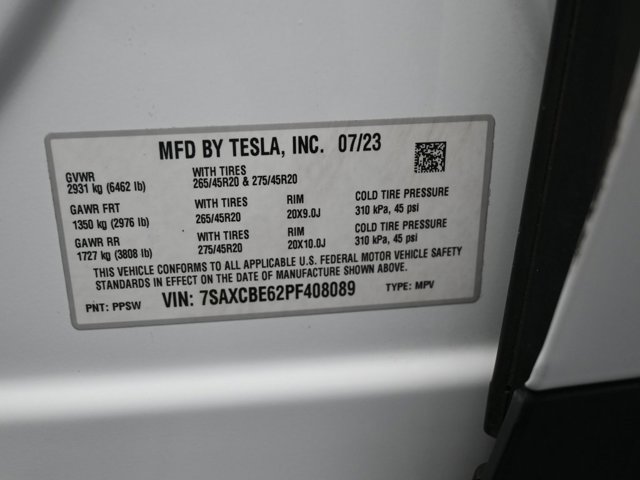 MFD BY TESLA, INC. 07/23
GVWR
2931 kg (6462 lb)
WITH TIRES
265/45R20 & 275/45R20
GAWR FRT
1350 kg (2976 lb)
WITH TIRES
265/45R20
RIM
20X9.0J
COLD TIRE PRESSURE
310 kPa, 45 psi
GAWR RR
1727 kg (3808 lb)
WITH TIRES
275/45R20
RIM
20X10.0J
COLD TIRE PRESSURE
310 kPa, 45 psi
THIS VEHICLE CONFORMS TO ALL APPLICABLE U.S. FEDERAL MOTOR VEHICLE SAFETY
STANDARDS IN EFFECT ON THE DATE OF MANUFACTURE SHOWN ABOVE.
PNT: PPSW VIN: 7SAXCBE62PF408089 TYPE: MPV